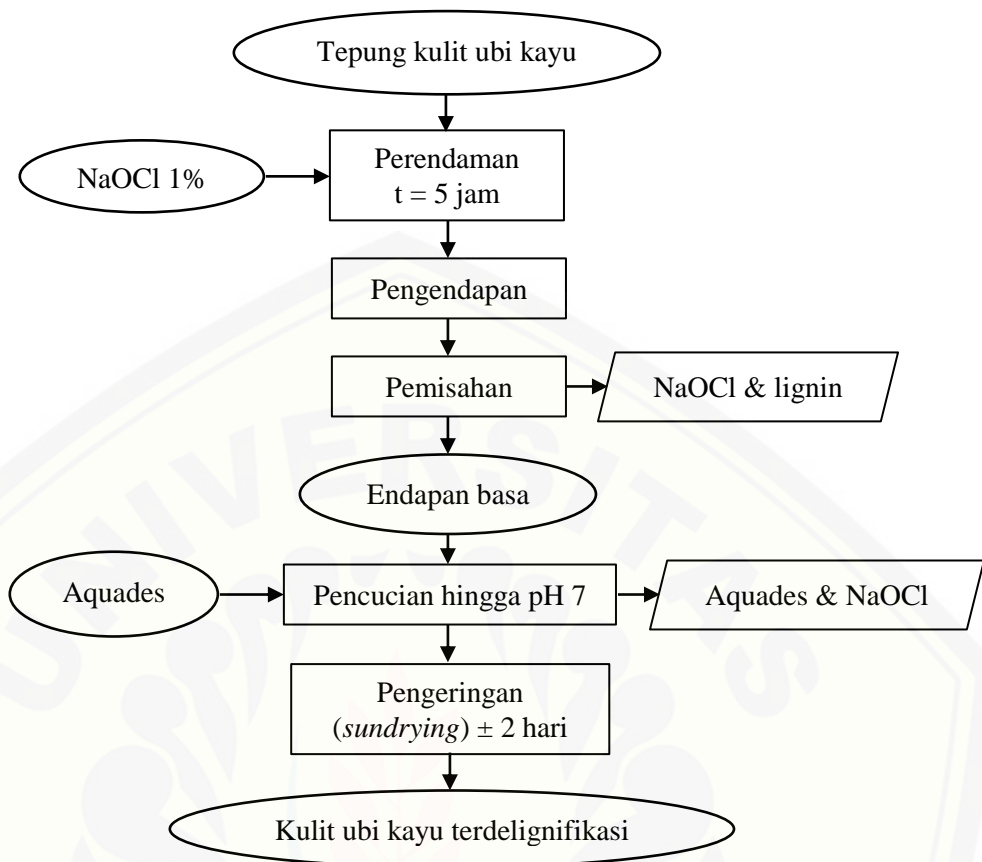 Tepung kulit ubi kayu
NaOCl 1%
Perendaman
t = 5 jam
Pengendapan
Pemisahan
NaOCl & lignin
Endapan basa
Aquades
Pencucian hingga pH 7
Aquades & NaOCl
Pengeringan
(sundrying) ± 2 hari
Kulit ubi kayu terdelignifikasi
UNIVERSITAS